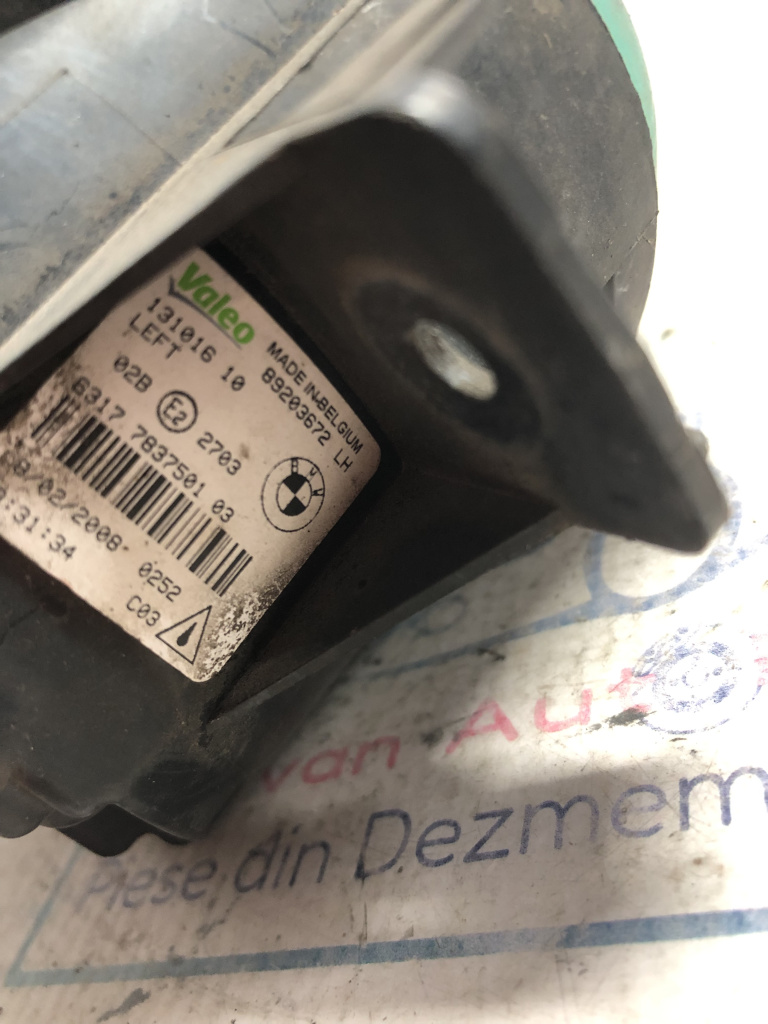 Valeo
MADE IN BELGIUM
131016 10 89203672 LH
LEFT
02B E2 2703
6317 7837501 03
BMW
/02/2008 0252
:31:34
C03
van Aut
Piese din Dezmem